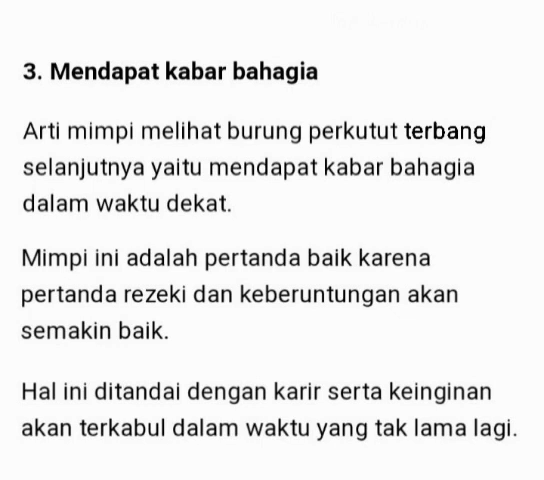 3. Mendapat kabar bahagia
Arti mimpi melihat burung perkutut terbang
selanjutnya yaitu mendapat kabar bahagia
dalam waktu dekat.
Mimpi ini adalah pertanda baik karena
pertanda rezeki dan keberuntungan akan
semakin baik.
Hal ini ditandai dengan karir serta keinginan
akan terkabul dalam waktu yang tak lama lagi.